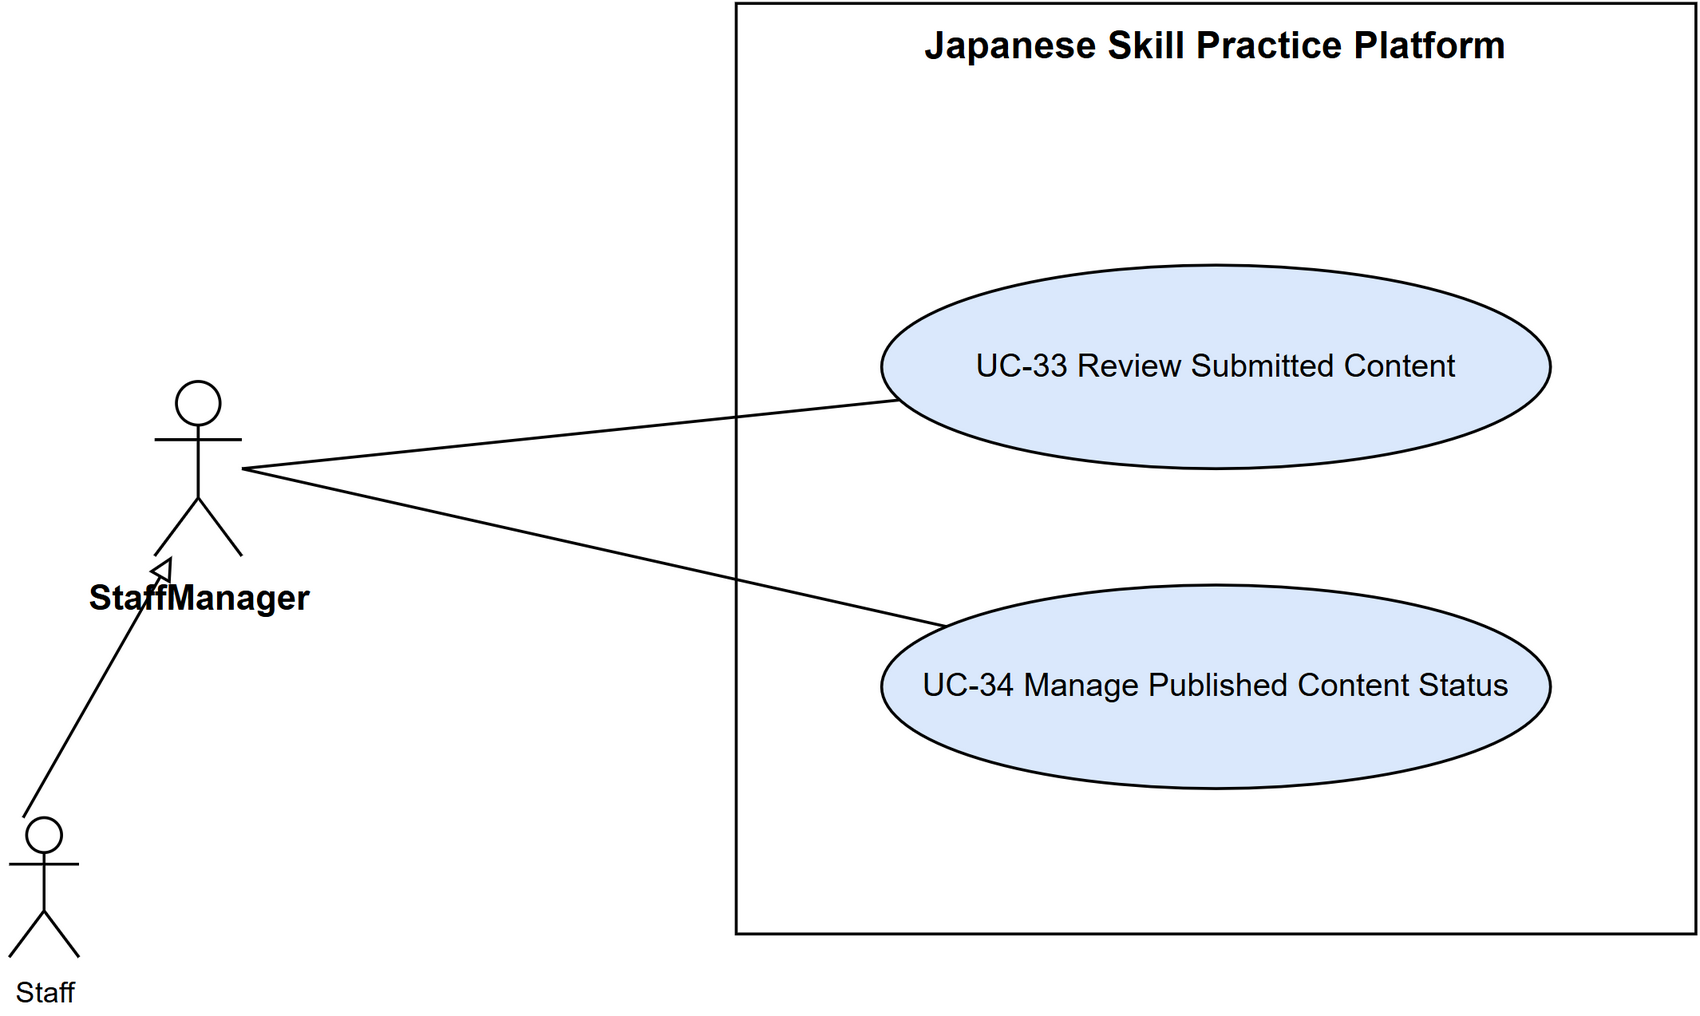 Japanese Skill Practice Platform
UC-33 Review Submitted Content
StaffManager
UC-34 Manage Published Content Status
Staff